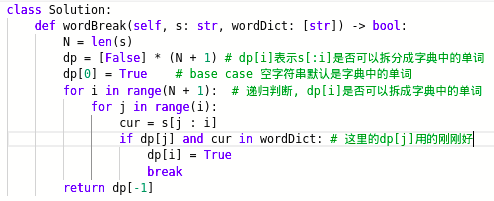 class Solution:
    def wordBreak(self, s: str, wordDict: [str]) -> bool:
        N = len(s)
        dp = [False] * (N + 1) # dp[i]表示s[:i]是否可以拆分成字典中的单词
        dp[0] = True    # base case 空字符串默认是字典中的单词
        for i in range(N + 1):  # 递归判断, dp[i]是否可以拆成字典中的单词
            for j in range(i):
                cur = s[j : i]
                if dp[j] and cur in wordDict: # 这里的dp[j]用的刚刚好
                    dp[i] = True
                    break
        return dp[-1]